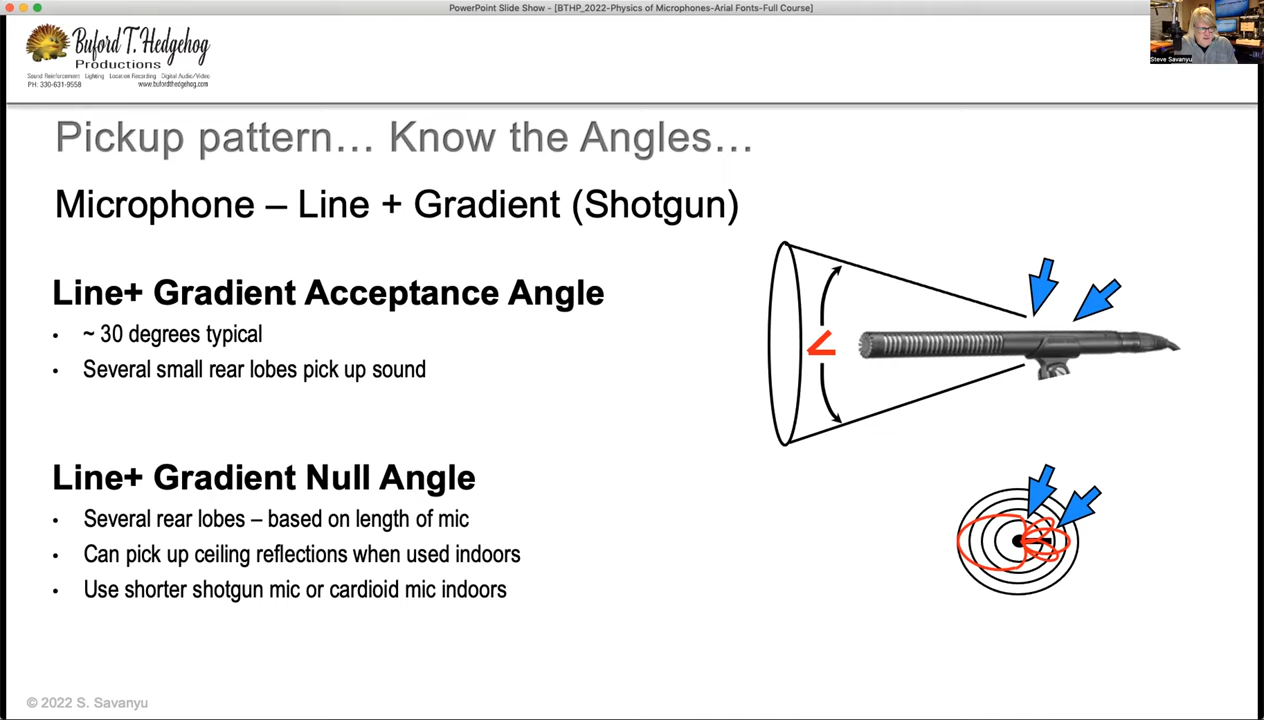 PowerPoint Slide Show - [BTHP_2022-Physics of Microphones-Arial Fonts-Full Course]
Buford T. Hedgehog
Productions
Sound Reinforcement Lighting Location Recording Digital Audio/Video
PH: 330-631-9558 www.bufordthedgehog.com
Steve Savanyu
Pickup pattern… Know the Angles…
Microphone – Line + Gradient (Shotgun)
Line+ Gradient Acceptance Angle
• ~ 30 degrees typical
• Several small rear lobes pick up sound
Line+ Gradient Null Angle
• Several rear lobes – based on length of mic
• Can pick up ceiling reflections when used indoors
• Use shorter shotgun mic or cardioid mic indoors
© 2022 S. Savanyu